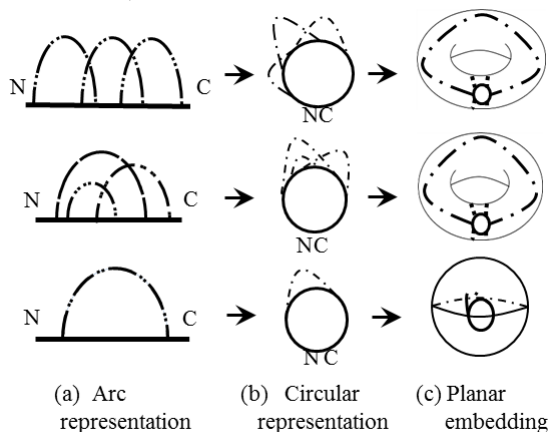 N C
NC
N C
NC
N C
N C
(a) Arc representation
(b) Circular representation
(c) Planar embedding